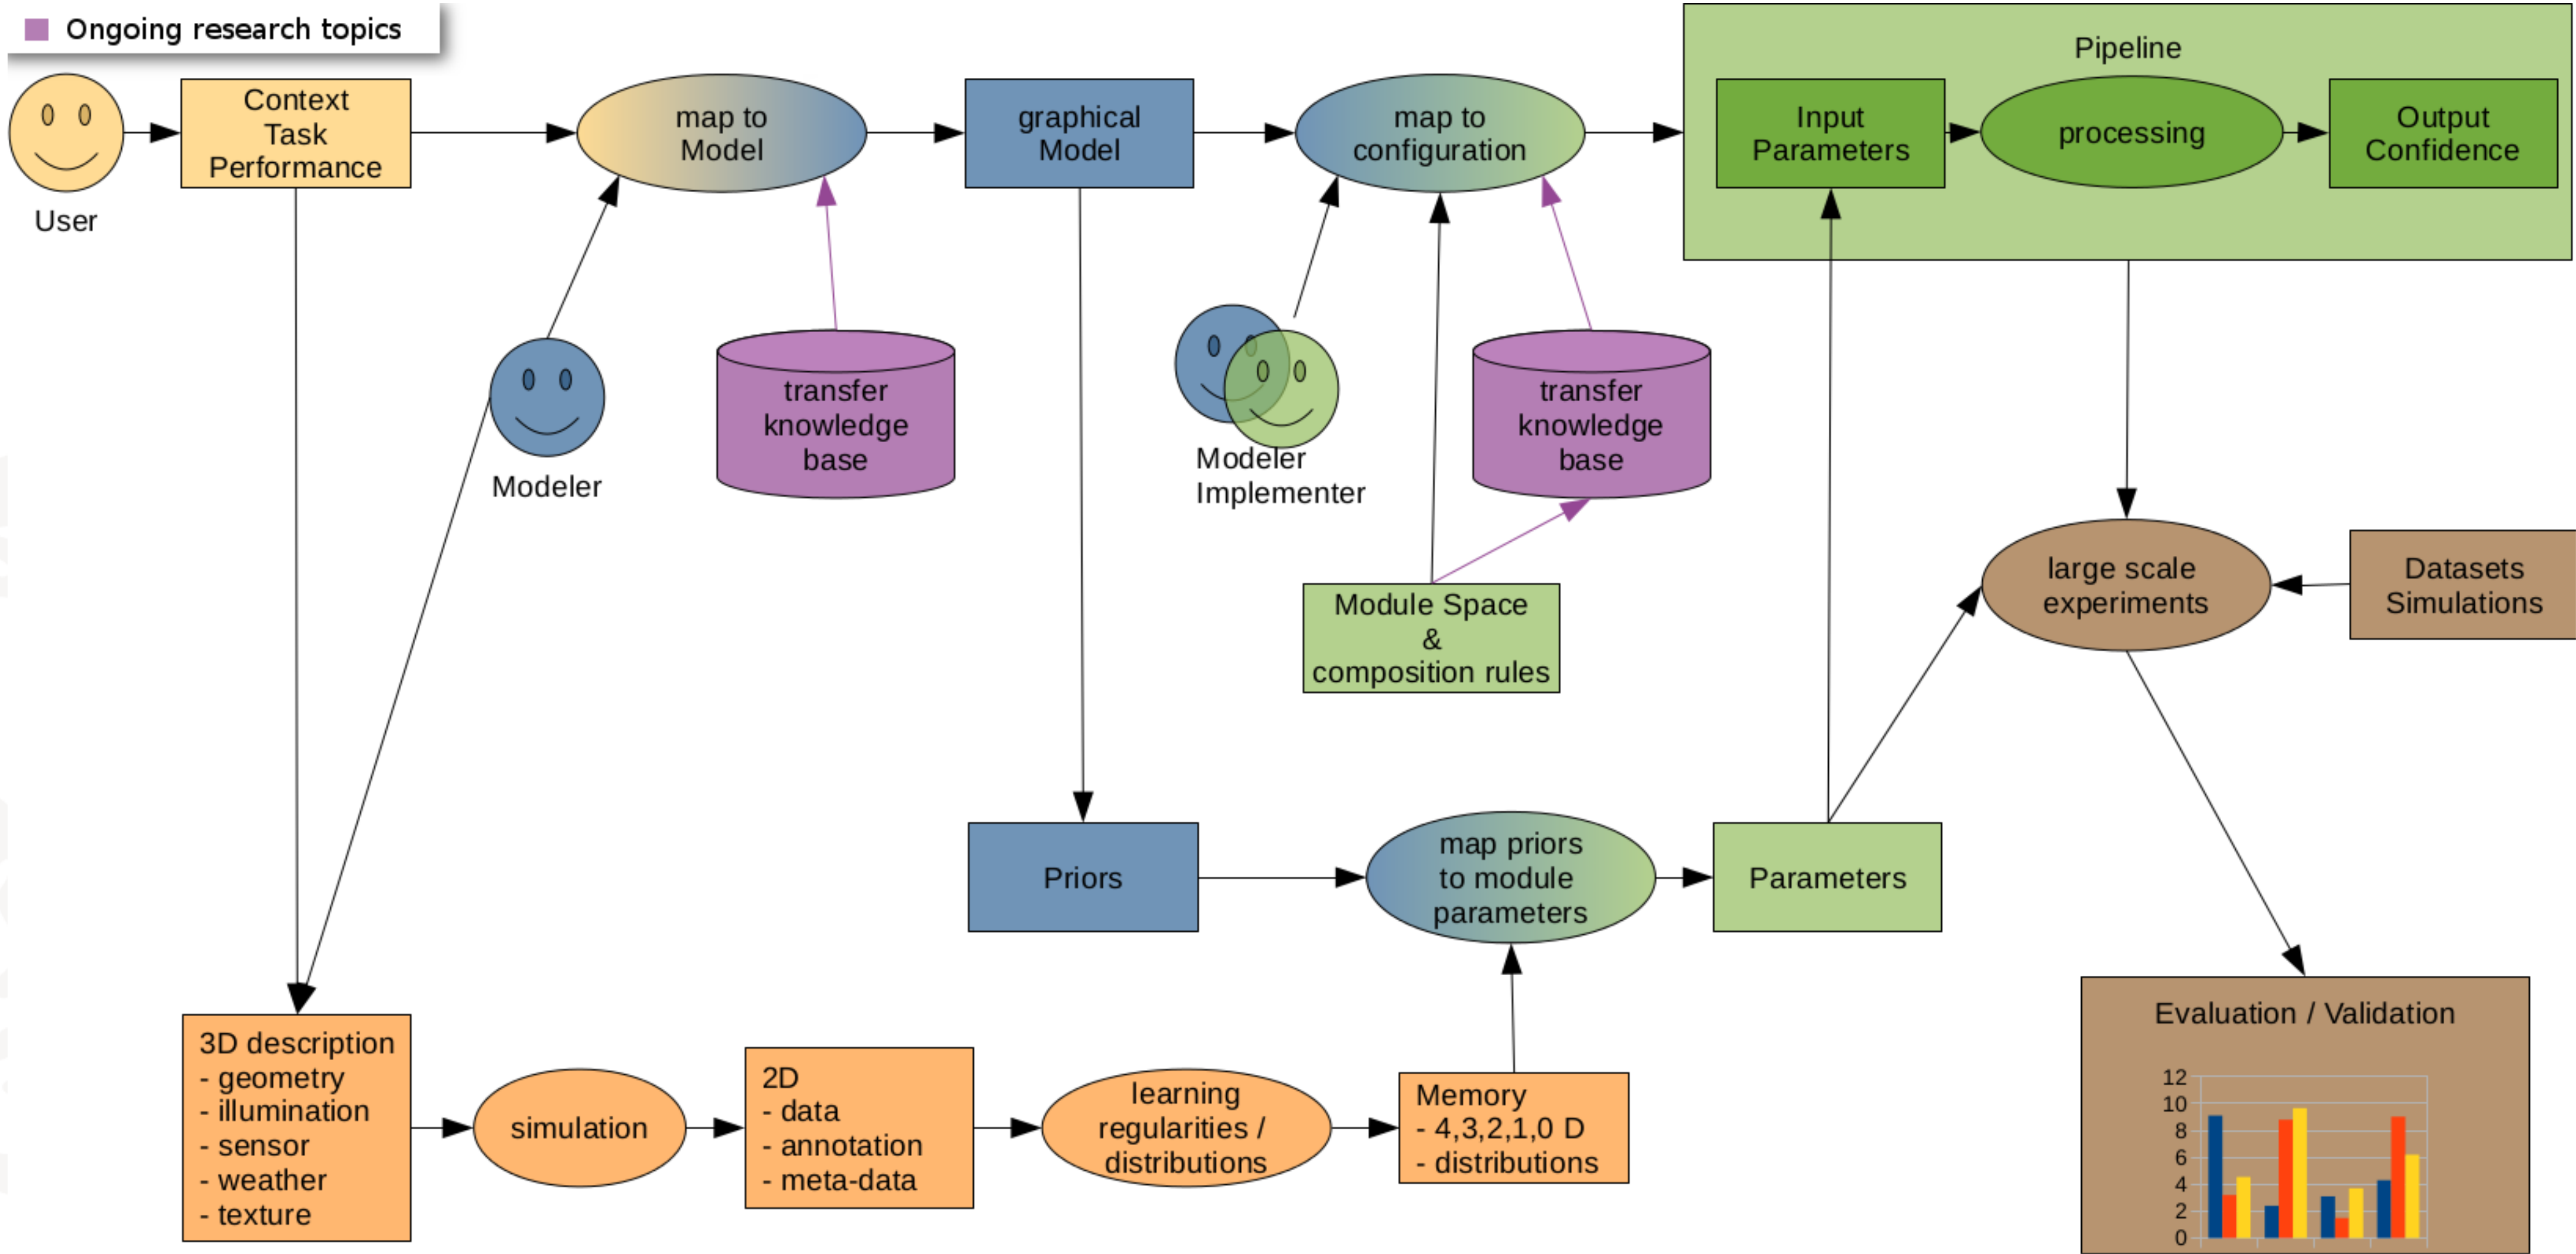 Ongoing research topics
Pipeline
Context
Task
Performance
map to
Model
graphical
Model
map to
configuration
Input
Parameters
processing
Output
Confidence
User
Modeler
transfer
knowledge
base
Modeler
Implementer
transfer
knowledge
base
Module Space
&
composition rules
large scale
experiments
Datasets
Simulations
Priors
map priors
to module
parameters
Parameters
3D description
- geometry
- illumination
- sensor
- weather
- texture
simulation
2D
- data
- annotation
- meta-data
learning
regularities /
distributions
Memory
- 4,3,2,1,0 D
- distributions
Evaluation / Validation
12
10
8
6
4
2
0